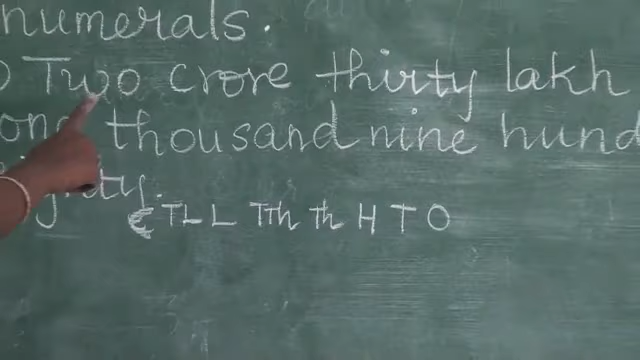 numerals.
) Two crore thirty lakh
one thousand nine hund
C TL L Tth th H T O